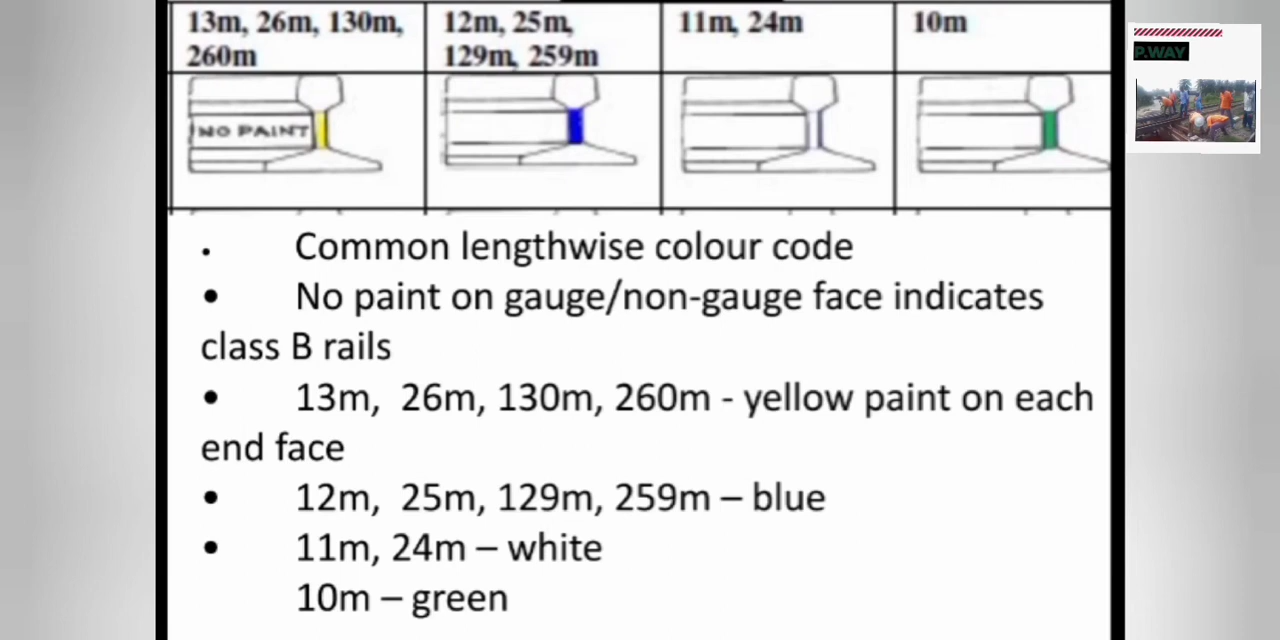 13m, 26m, 130m,
260m
12m, 25m,
129m, 259m
11m, 24m
10m
NO PAINT
P.WAY
. Common lengthwise colour code
• No paint on gauge/non-gauge face indicates
class B rails
• 13m, 26m, 130m, 260m - yellow paint on each
end face
• 12m, 25m, 129m, 259m – blue
• 11m, 24m – white
10m – green